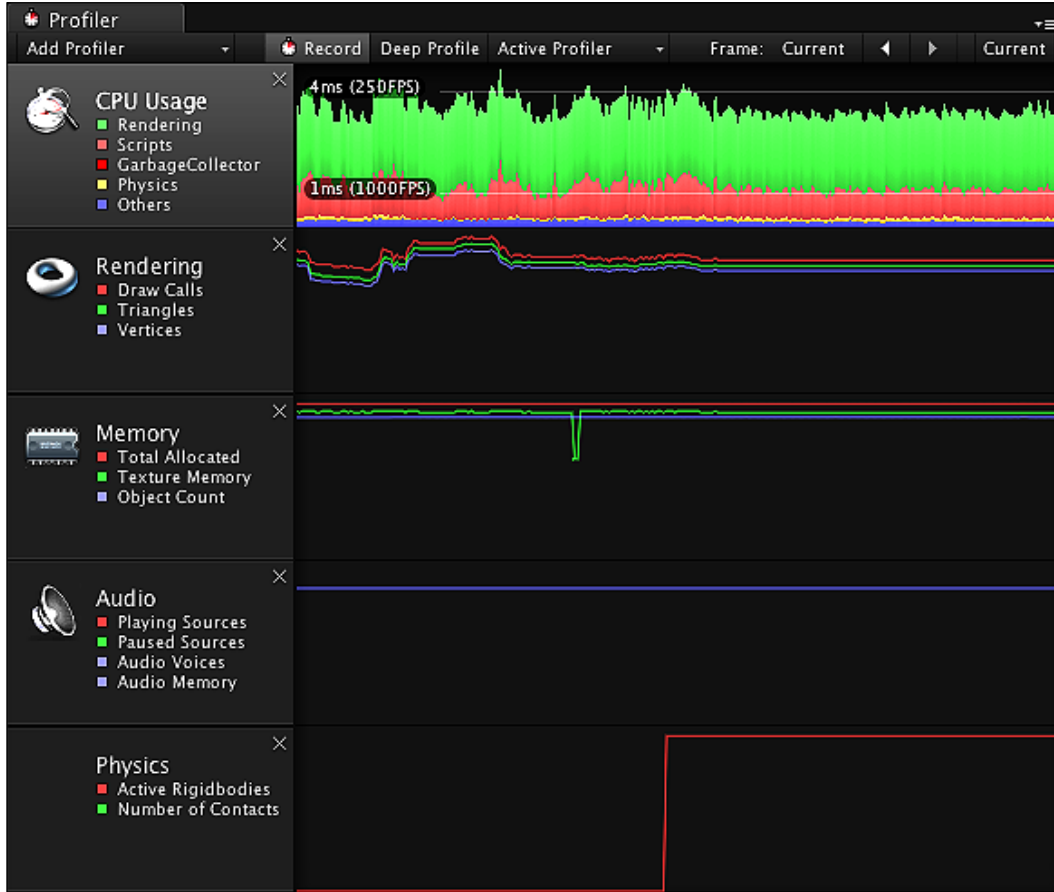 Profiler
Add Profiler Record Deep Profile Active Profiler Frame: Current Current
CPU Usage
Rendering
Scripts
GarbageCollector
Physics
Others
4ms (250FPS)
1ms (1000FPS)
Rendering
Draw Calls
Triangles
Vertices
Memory
Total Allocated
Texture Memory
Object Count
Audio
Playing Sources
Paused Sources
Audio Voices
Audio Memory
Physics
Active Rigidbodies
Number of Contacts